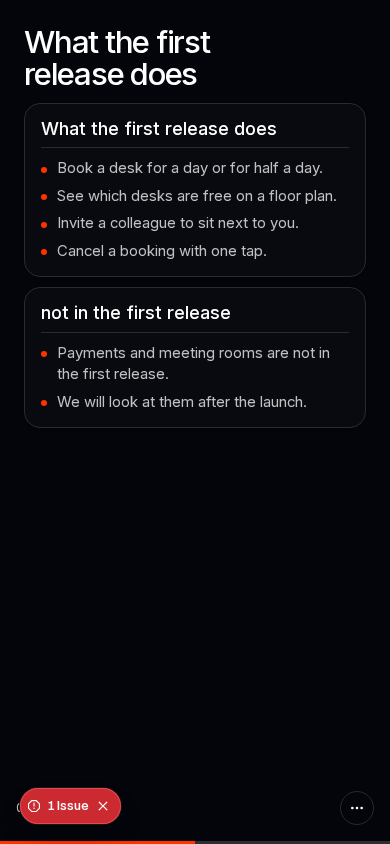 What the first
release does
What the first release does
Book a desk for a day or for half a day.
See which desks are free on a floor plan.
Invite a colleague to sit next to you.
Cancel a booking with one tap.
not in the first release
Payments and meeting rooms are not in
the first release.
We will look at them after the launch.
1 Issue